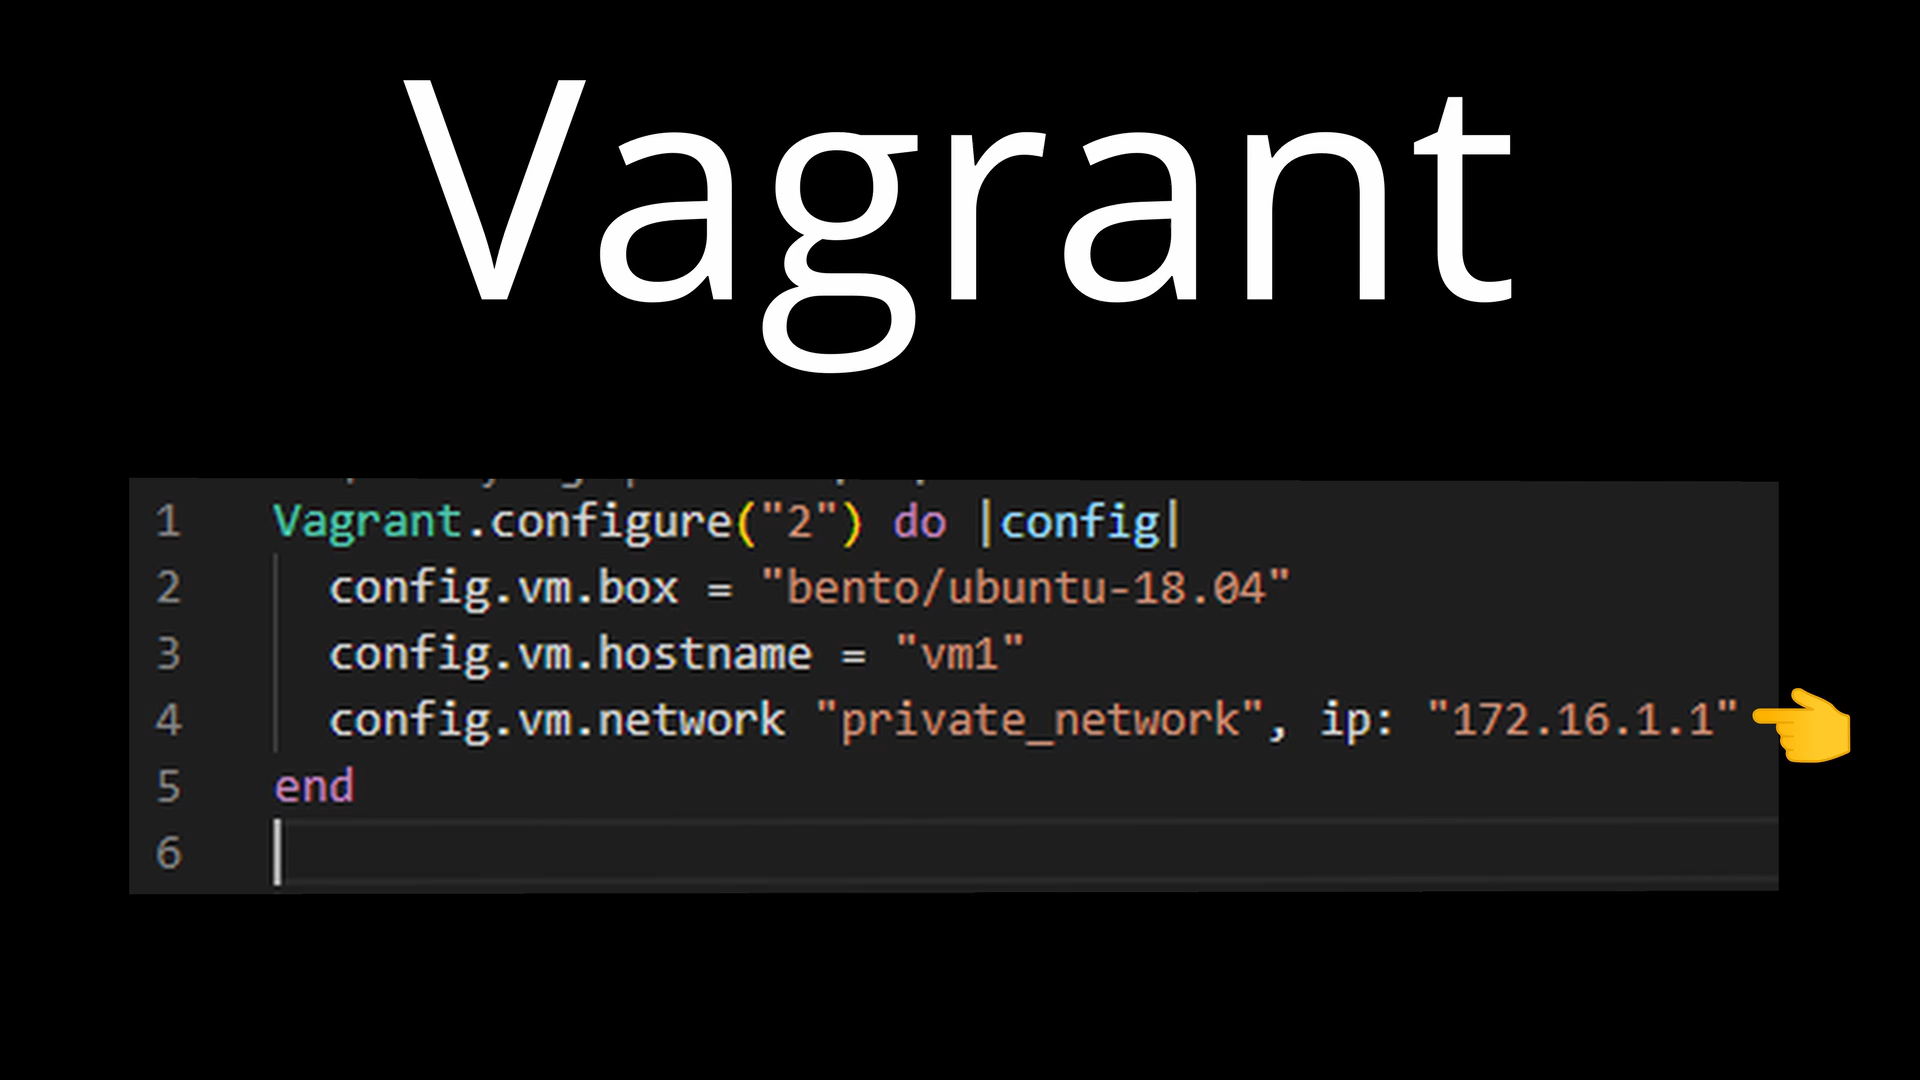 Vagrant
1 Vagrant.configure("2") do |config|
2 config.vm.box = "bento/ubuntu-18.04"
3 config.vm.hostname = "vm1"
4 config.vm.network "private_network", ip: "172.16.1.1"
5 end
6